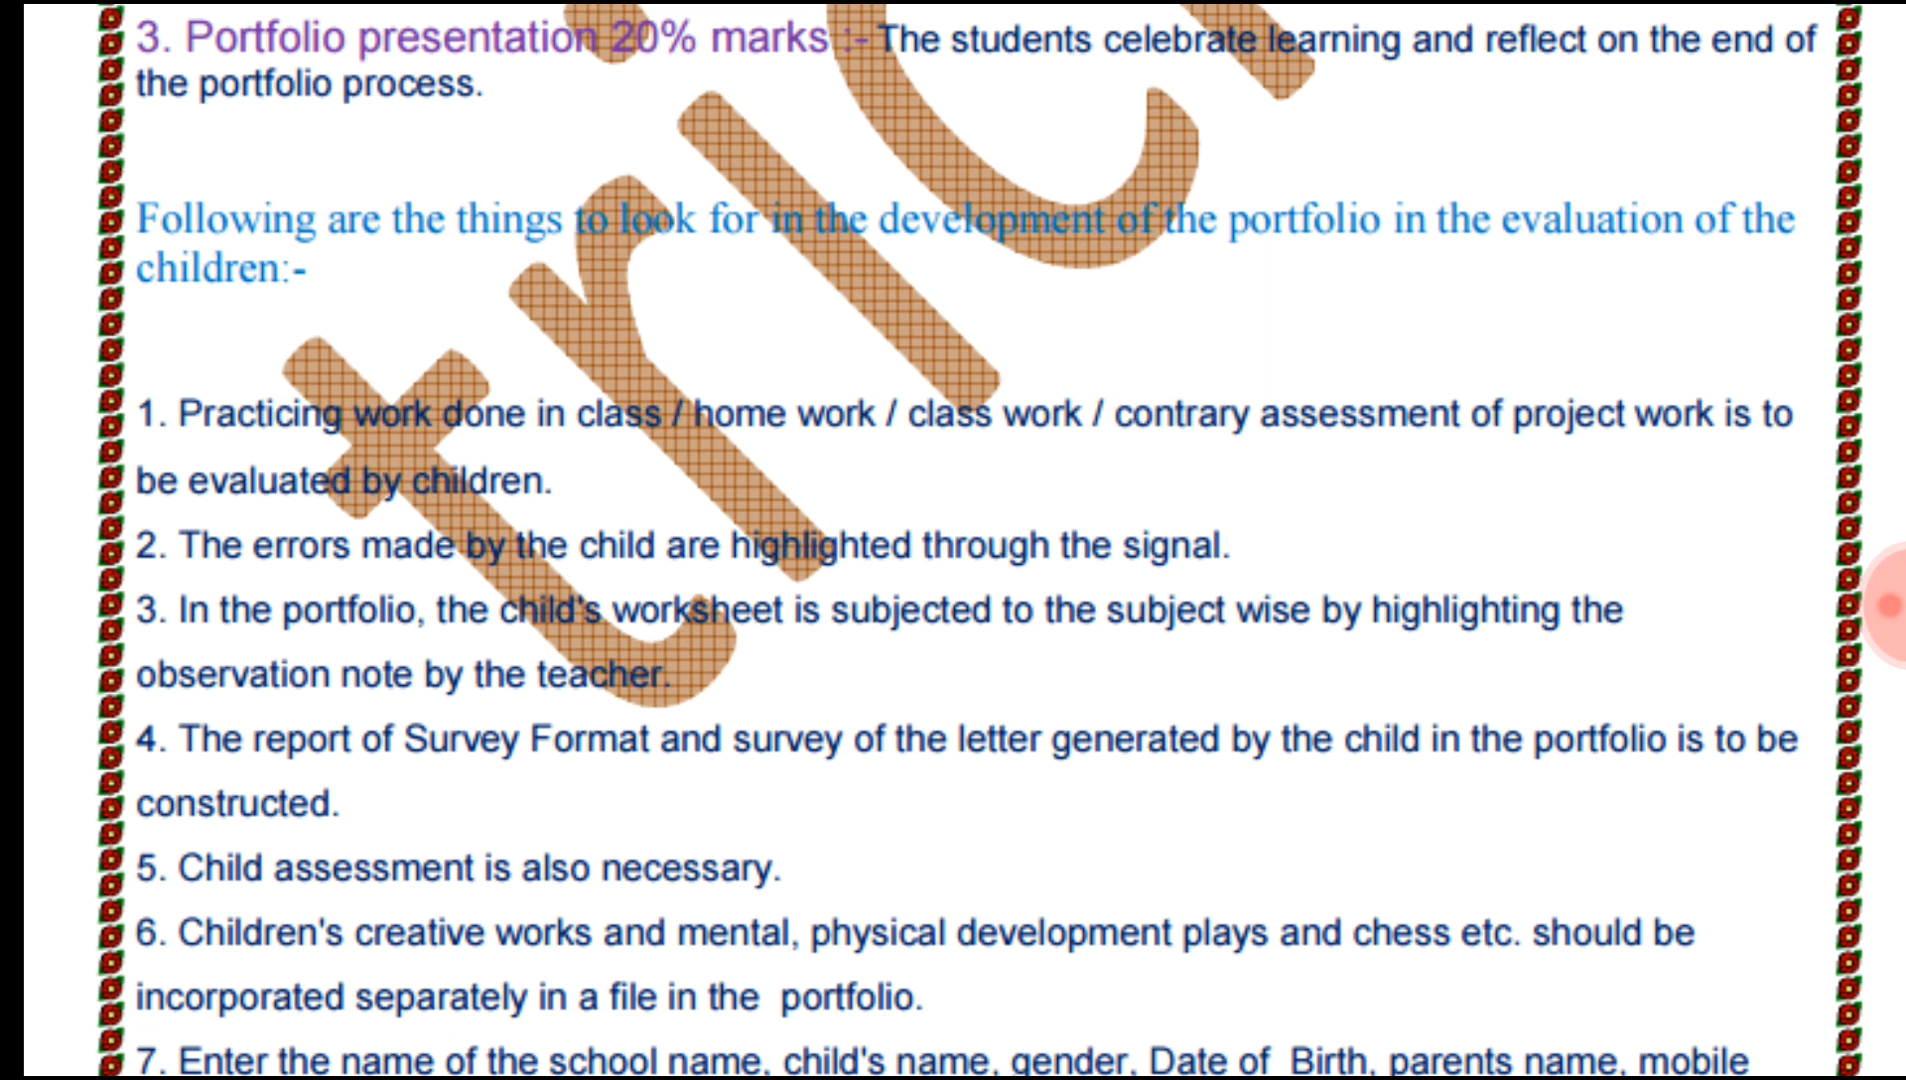 3. Portfolio presentation 20% marks :- The students celebrate learning and reflect on the end of
the portfolio process.
Following are the things to look for in the development of the portfolio in the evaluation of the
children:-
1. Practicing work done in class / home work / class work / contrary assessment of project work is to
be evaluated by children.
2. The errors made by the child are highlighted through the signal.
3. In the portfolio, the child's worksheet is subjected to the subject wise by highlighting the
observation note by the teacher.
4. The report of Survey Format and survey of the letter generated by the child in the portfolio is to be
constructed.
5. Child assessment is also necessary.
6. Children's creative works and mental, physical development plays and chess etc. should be
incorporated separately in a file in the portfolio.
7. Enter the name of the school name, child's name, gender, Date of Birth, parents name, mobile